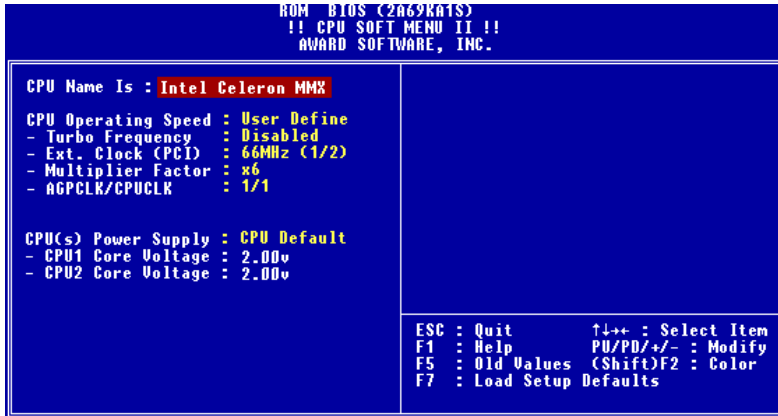 ROM BIOS (2A69KA1S)
!! CPU SOFT MENU II !!
AWARD SOFTWARE, INC.
CPU Name Is : Intel Celeron MMX
CPU Operating Speed : User Define
- Turbo Frequency : Disabled
- Ext. Clock (PCI) : 66MHz (1/2)
- Multiplier Factor : x6
- AGPCLK/CPUCLK : 1/1
CPU(s) Power Supply : CPU Default
- CPU1 Core Voltage : 2.00v
- CPU2 Core Voltage : 2.00v
ESC : Quit ↑↓→← : Select Item
F1 : Help PU/PD/+/- : Modify
F5 : Old Values (Shift)F2 : Color
F7 : Load Setup Defaults